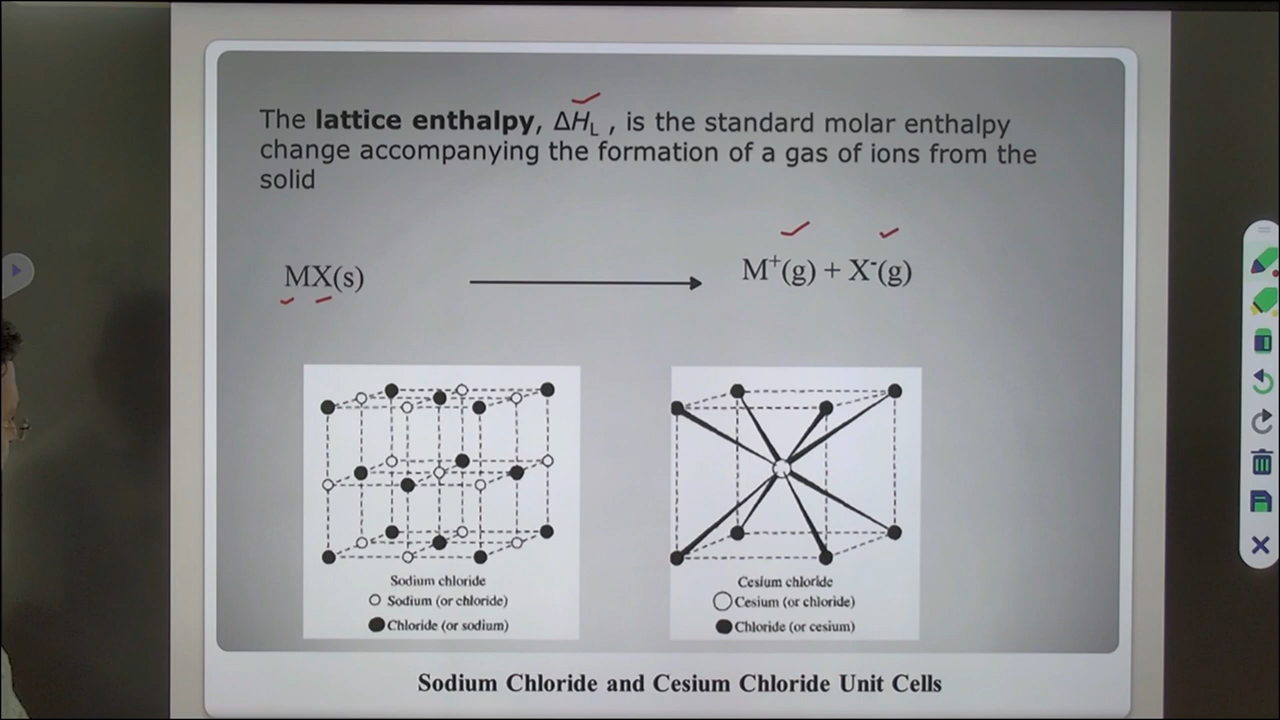 The lattice enthalpy, ΔH_L , is the standard molar enthalpy
change accompanying the formation of a gas of ions from the
solid
MX(s) → M⁺(g) + X⁻(g)
Sodium chloride
Sodium (or chloride)
Chloride (or sodium)
Cesium chloride
Cesium (or chloride)
Chloride (or cesium)
Sodium Chloride and Cesium Chloride Unit Cells